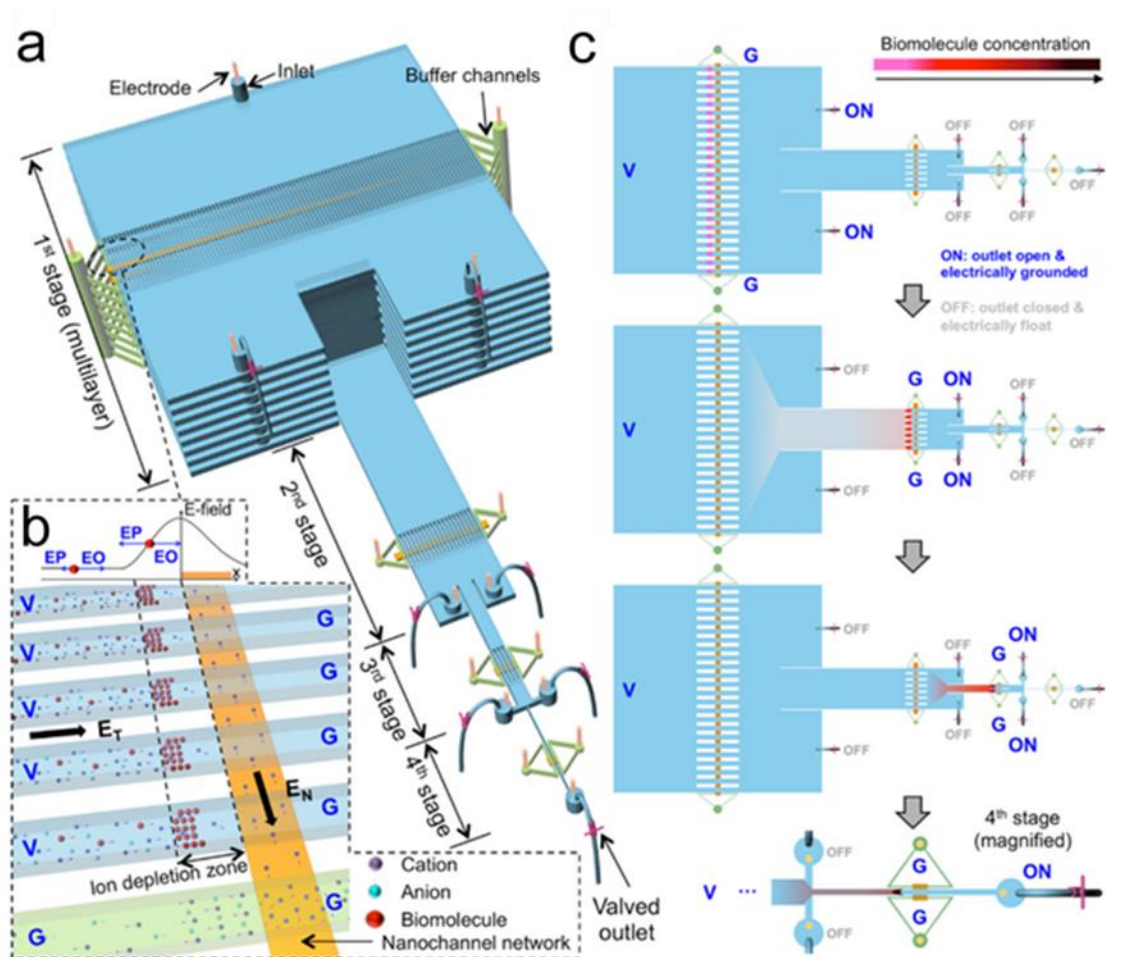 a
Electrode
Inlet
Buffer channels
1st stage (multilayer)
2nd stage
3rd stage
4th stage
Valved
outlet
b
E-field
EP
EO
EP
EO
x
V
V
V
V
V
G
G
G
G
G
G
G
ET
EN
Ion depletion zone
Cation
Anion
Biomolecule
Nanochannel network
c
Biomolecule concentration
G
V
ON
ON
G
OFF
OFF
OFF
OFF
OFF
ON: outlet open &
electrically grounded
OFF: outlet closed &
electrically float
V
OFF
OFF
G
ON
G
ON
OFF
OFF
OFF
V
OFF
OFF
OFF
OFF
G
ON
G
ON
OFF
4th stage
(magnified)
V ...
OFF
OFF
G
G
ON